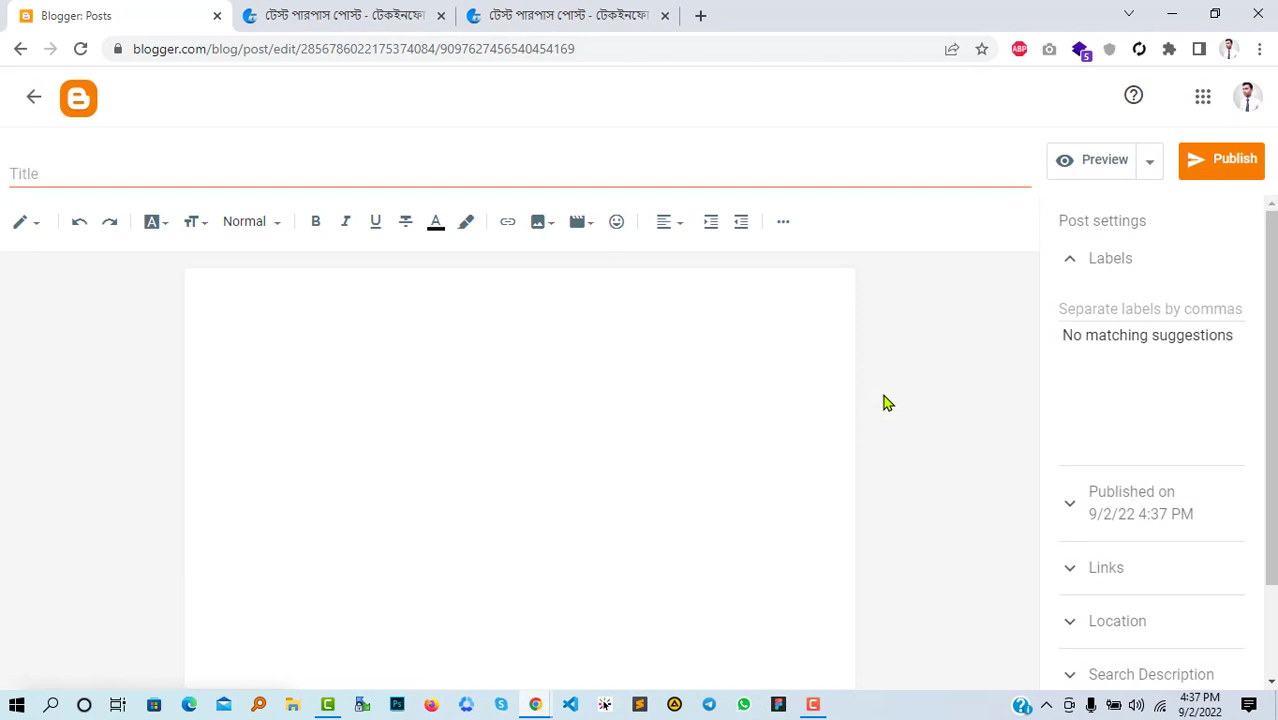 Blogger: Posts
টেস্ট পারপাস পোস্ট - টেকইনফো
টেস্ট পারপাস পোস্ট - টেকইনফো
blogger.com/blog/post/edit/2856786022175374084/9097627456540454169
ABP
5
Title
Preview
Publish
Normal
Post settings
Labels
Separate labels by commas
No matching suggestions
Published on
9/2/22 4:37 PM
Links
Location
Search Description
4:37 PM
9/2/2022